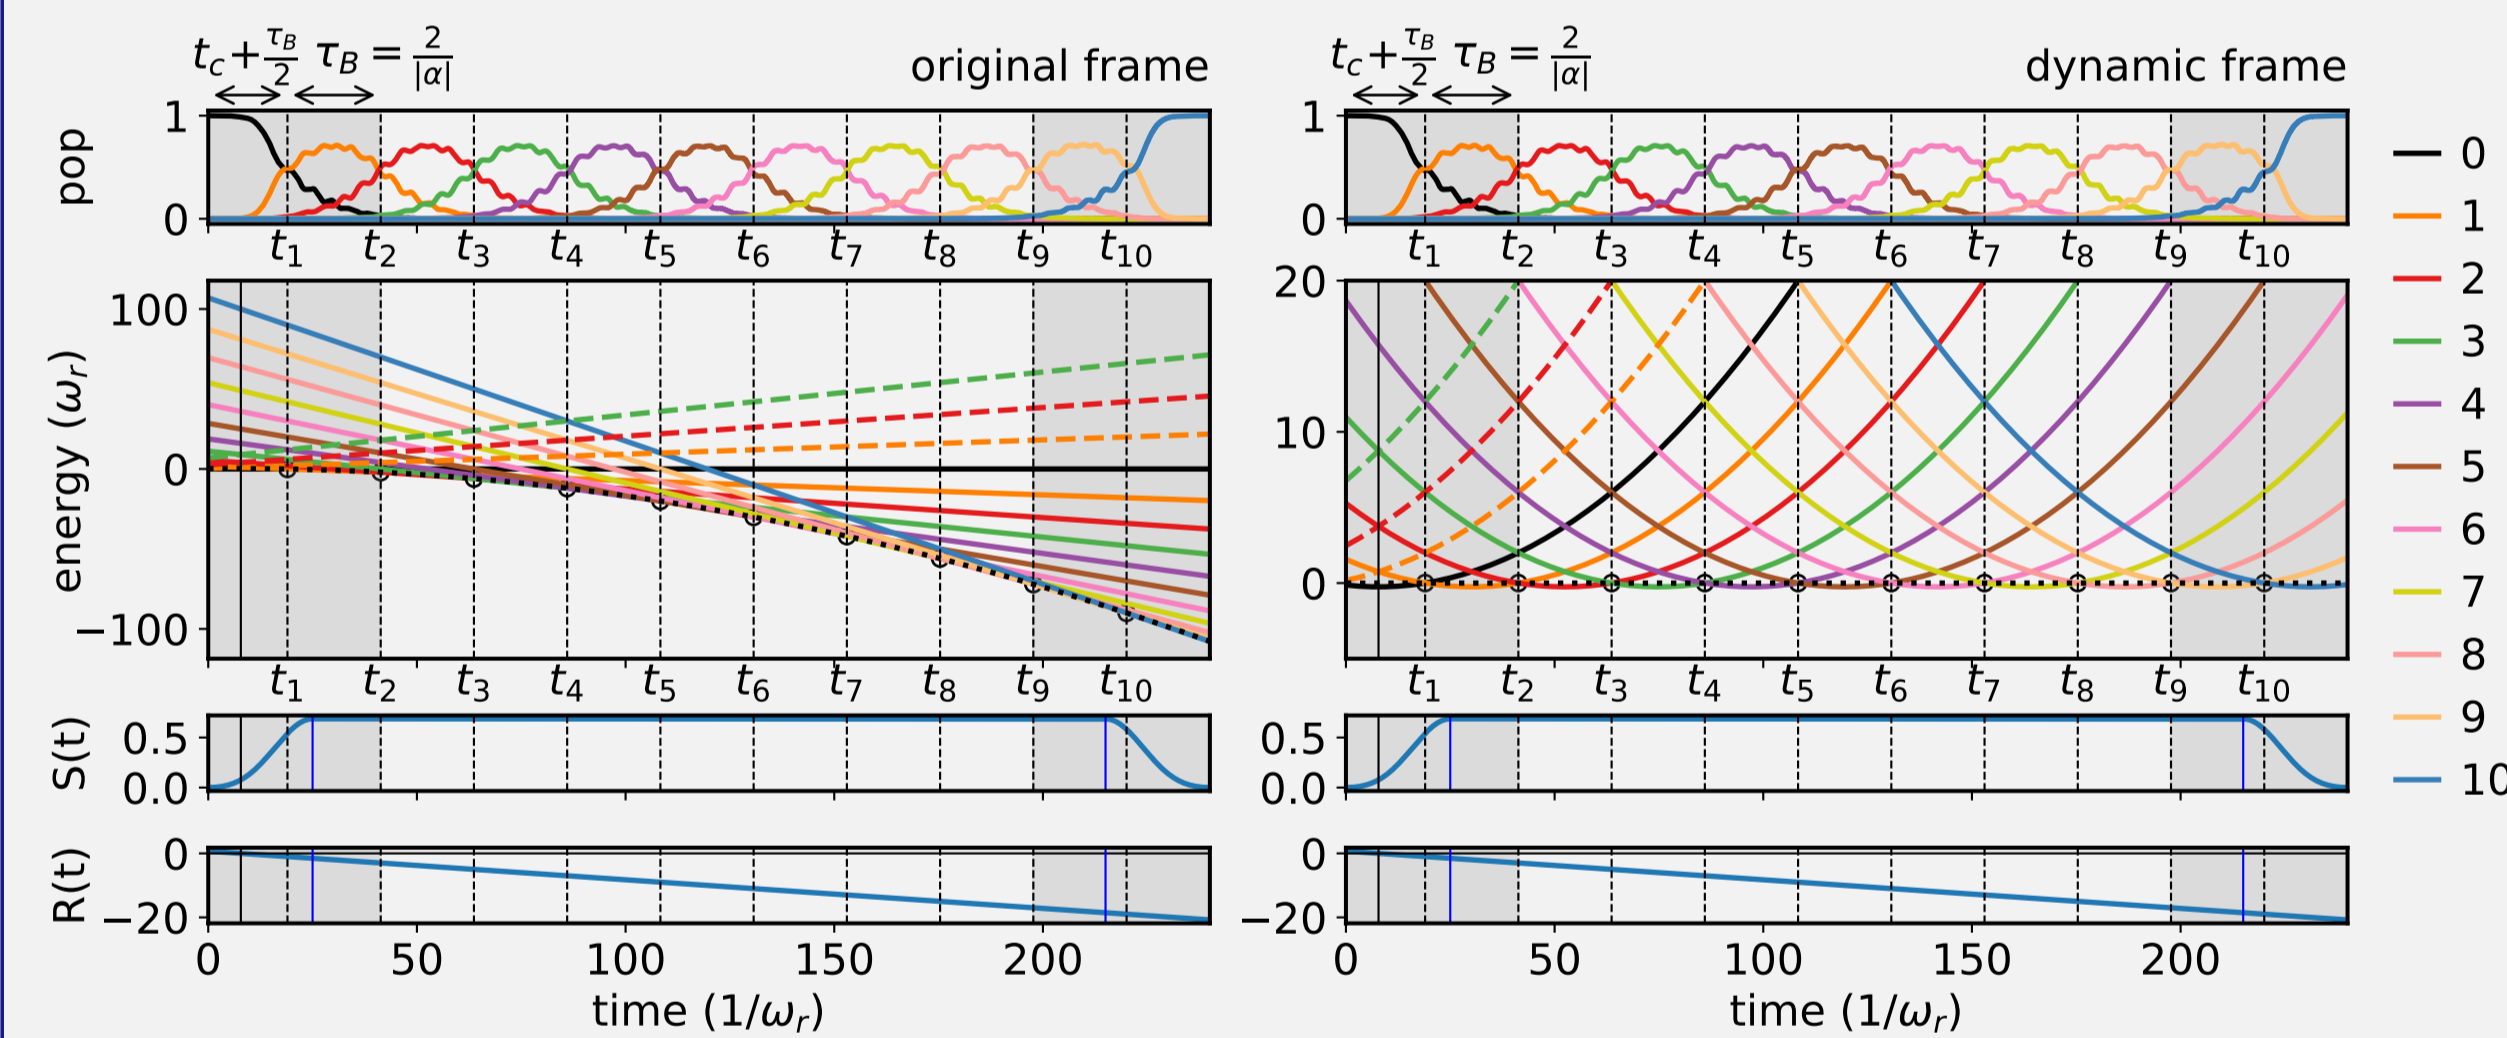 t_c + τ_B/2 τ_B = 2/|α| original frame
pop
1
0
t₁ t₂ t₃ t₄ t₅ t₆ t₇ t₈ t₉ t₁₀
energy (ω_r)
100
0
−100
t₁ t₂ t₃ t₄ t₅ t₆ t₇ t₈ t₉ t₁₀
S(t)
0.5
0.0
R(t)
0
−20
0 50 100 150 200
time (1/ω_r)
t_c + τ_B/2 τ_B = 2/|α| dynamic frame
1
0
t₁ t₂ t₃ t₄ t₅ t₆ t₇ t₈ t₉ t₁₀
20
10
0
t₁ t₂ t₃ t₄ t₅ t₆ t₇ t₈ t₉ t₁₀
0.5
0.0
0
−20
0 50 100 150 200
time (1/ω_r)
0
1
2
3
4
5
6
7
8
9
10